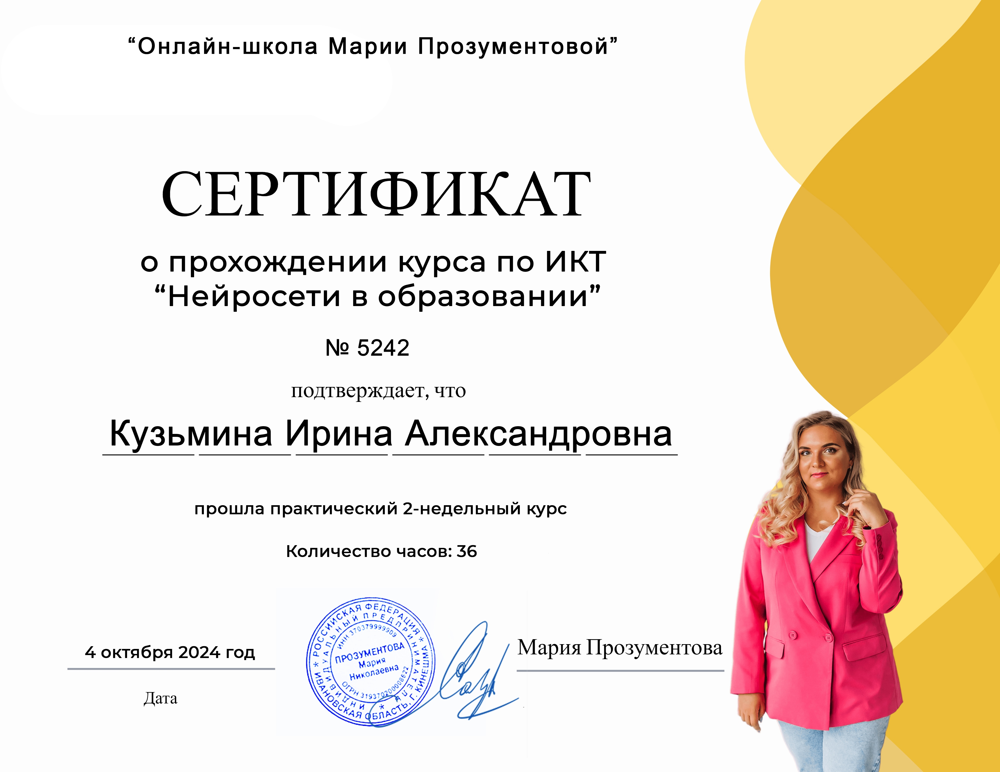 “Онлайн-школа Марии Прозументовой”
СЕРТИФИКАТ
о прохождении курса по ИКТ
“Нейросети в образовании”
№ 5242
подтверждает, что
Кузьмина Ирина Александровна
прошла практический 2-недельный курс
Количество часов: 36
4 октября 2024 год
Дата
* РОССИЙСКАЯ ФЕДЕРАЦИЯ *
ИВАНОВСКАЯ ОБЛАСТЬ, Г. КИНЕШМА
ИНДИВИДУАЛЬНЫЙ ПРЕДПРИНИМАТЕЛЬ *
ИНН 370379999909
ПРОЗУМЕНТОВА
Мария
Николаевна
ОГРН 319370200008622
Мария Прозументова